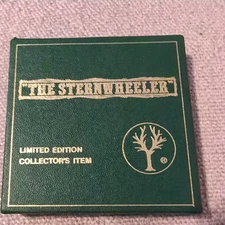 "THE STERNWHEELER"
LIMITED EDITION
COLLECTOR'S ITEM
®